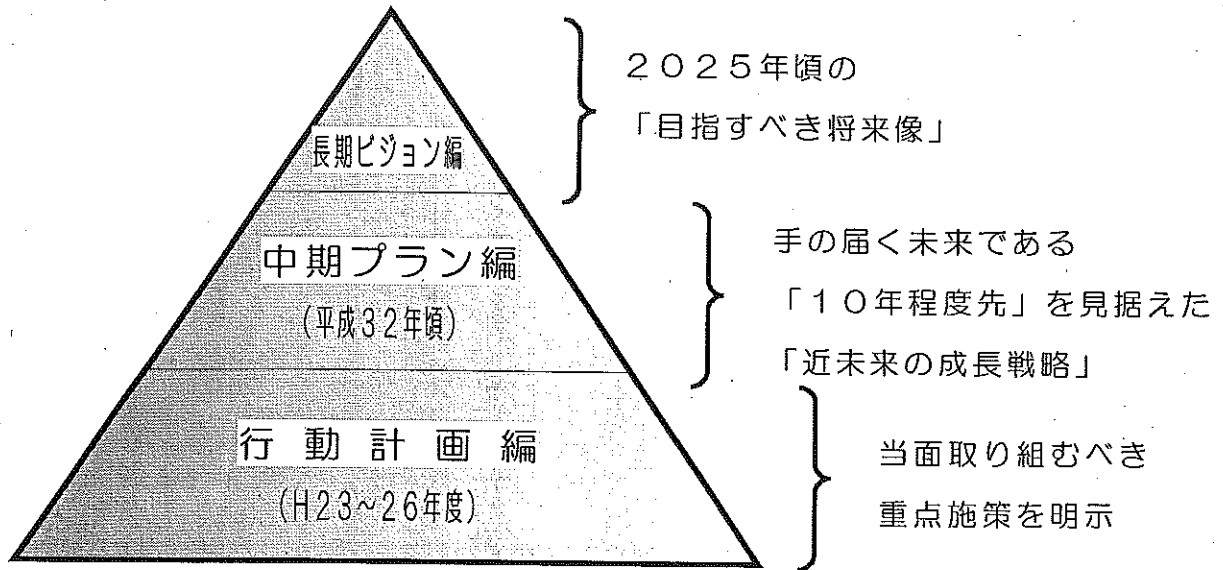 長期ビジョン編
２０２５年頃の
「目指すべき将来像」
中期プラン編
(平成３２年頃)
手の届く未来である
「１０年程度先」を見据えた
「近未来の成長戦略」
行動計画編
(H２３～２６年度)
当面取り組むべき
重点施策を明示